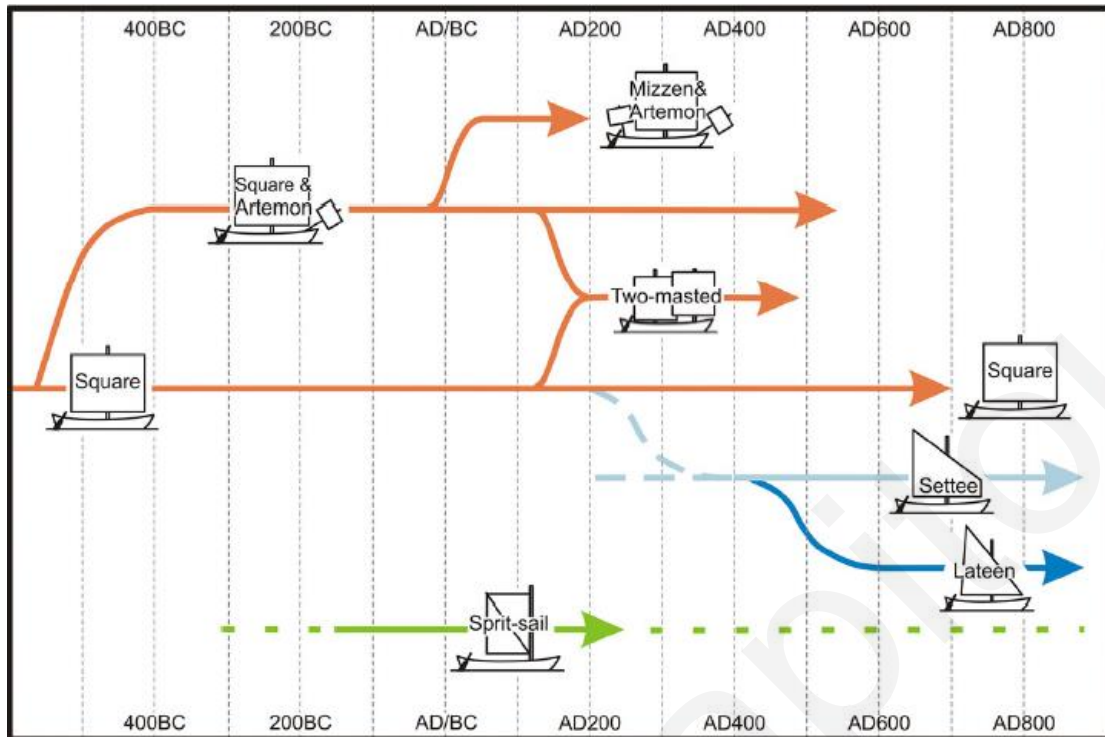 400BC 200BC AD/BC AD200 AD400 AD600 AD800
Mizzen&
Artemon
Square &
Artemon
Two-masted
Square
Square
Settee
Lateen
Sprit-sail
400BC 200BC AD/BC AD200 AD400 AD600 AD800